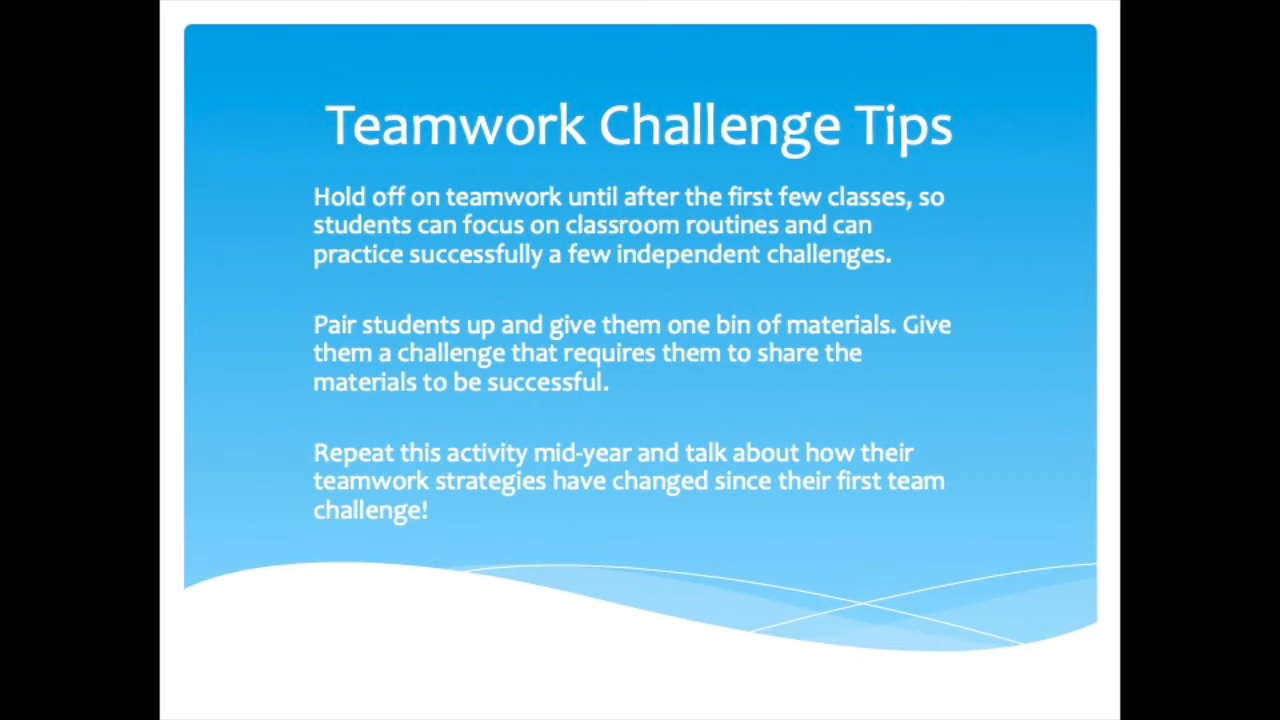 Teamwork Challenge Tips
Hold off on teamwork until after the first few classes, so
students can focus on classroom routines and can
practice successfully a few independent challenges.
Pair students up and give them one bin of materials. Give
them a challenge that requires them to share the
materials to be successful.
Repeat this activity mid-year and talk about how their
teamwork strategies have changed since their first team
challenge!